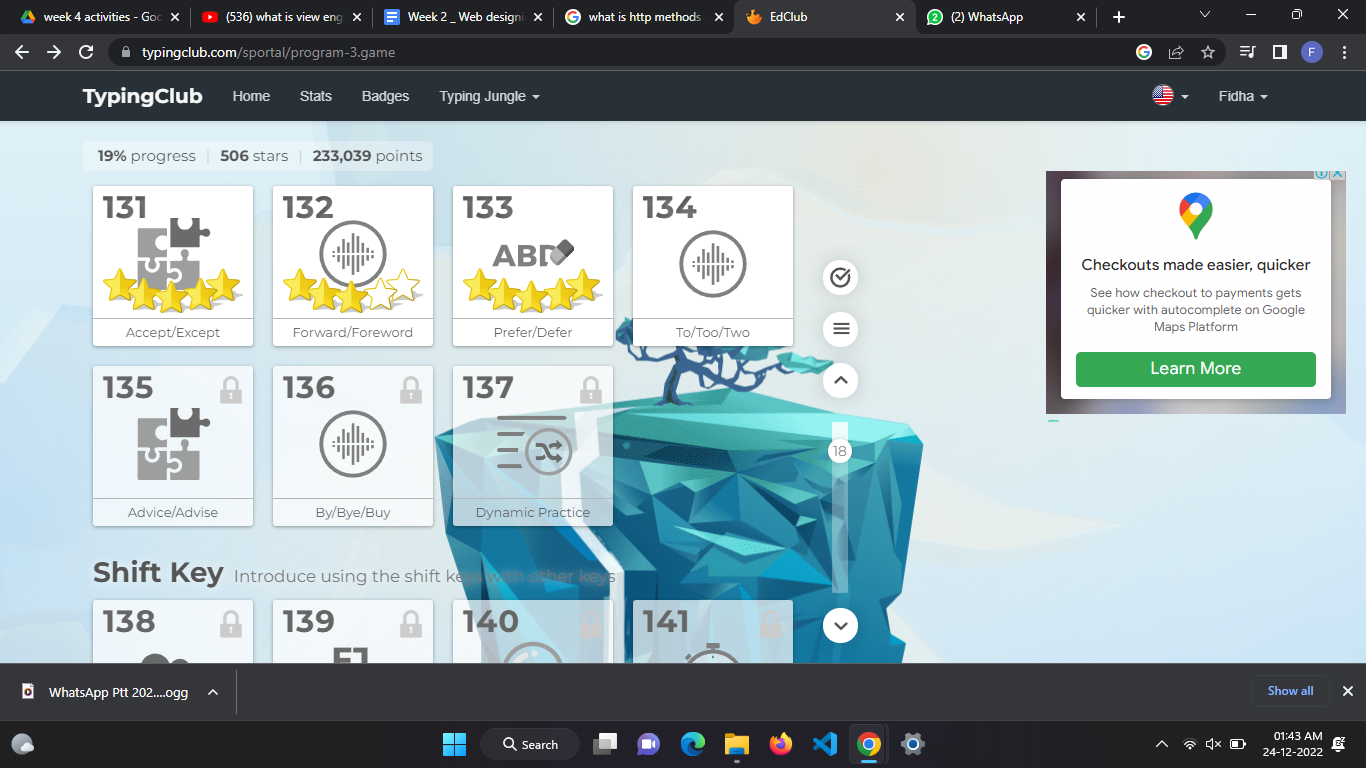 week 4 activities - Goo
(536) what is view eng
Week 2 _ Web designi
what is http methods
EdClub
(2) WhatsApp
typingclub.com/sportal/program-3.game
F
TypingClub
Home
Stats
Badges
Typing Jungle
Fidha
19% progress | 506 stars | 233,039 points
131
Accept/Except
132
Forward/Foreword
133
ABD
Prefer/Defer
134
To/Too/Two
135
Advice/Advise
136
By/Bye/Buy
137
Dynamic Practice
18
Shift Key Introduce using the shift keys with other keys
138
139
140
141
Checkouts made easier, quicker
See how checkout to payments gets
quicker with autocomplete on Google
Maps Platform
Learn More
WhatsApp Ptt 202....ogg
Show all
Search
01:43 AM
24-12-2022